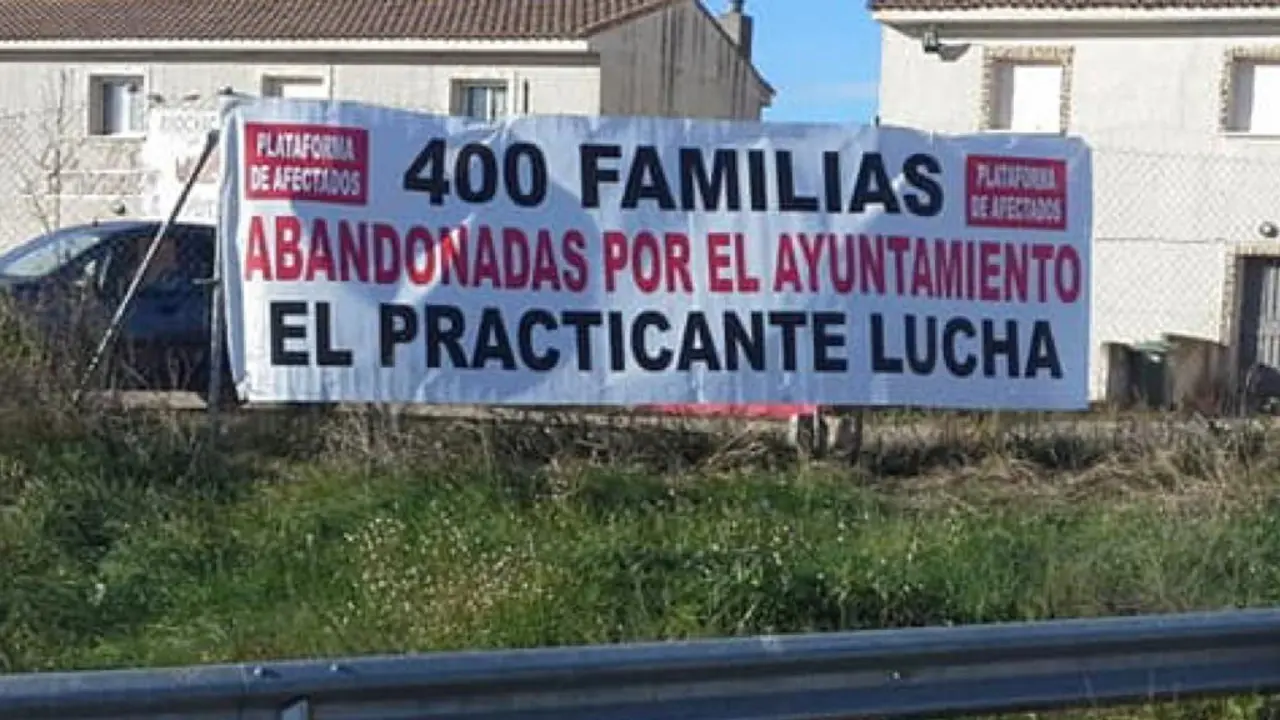 PLATAFORMA
DE AFECTADOS
400 FAMILIAS
PLATAFORMA
DE AFECTADOS
ABANDONADAS POR EL AYUNTAMIENTO
EL PRACTICANTE LUCHA